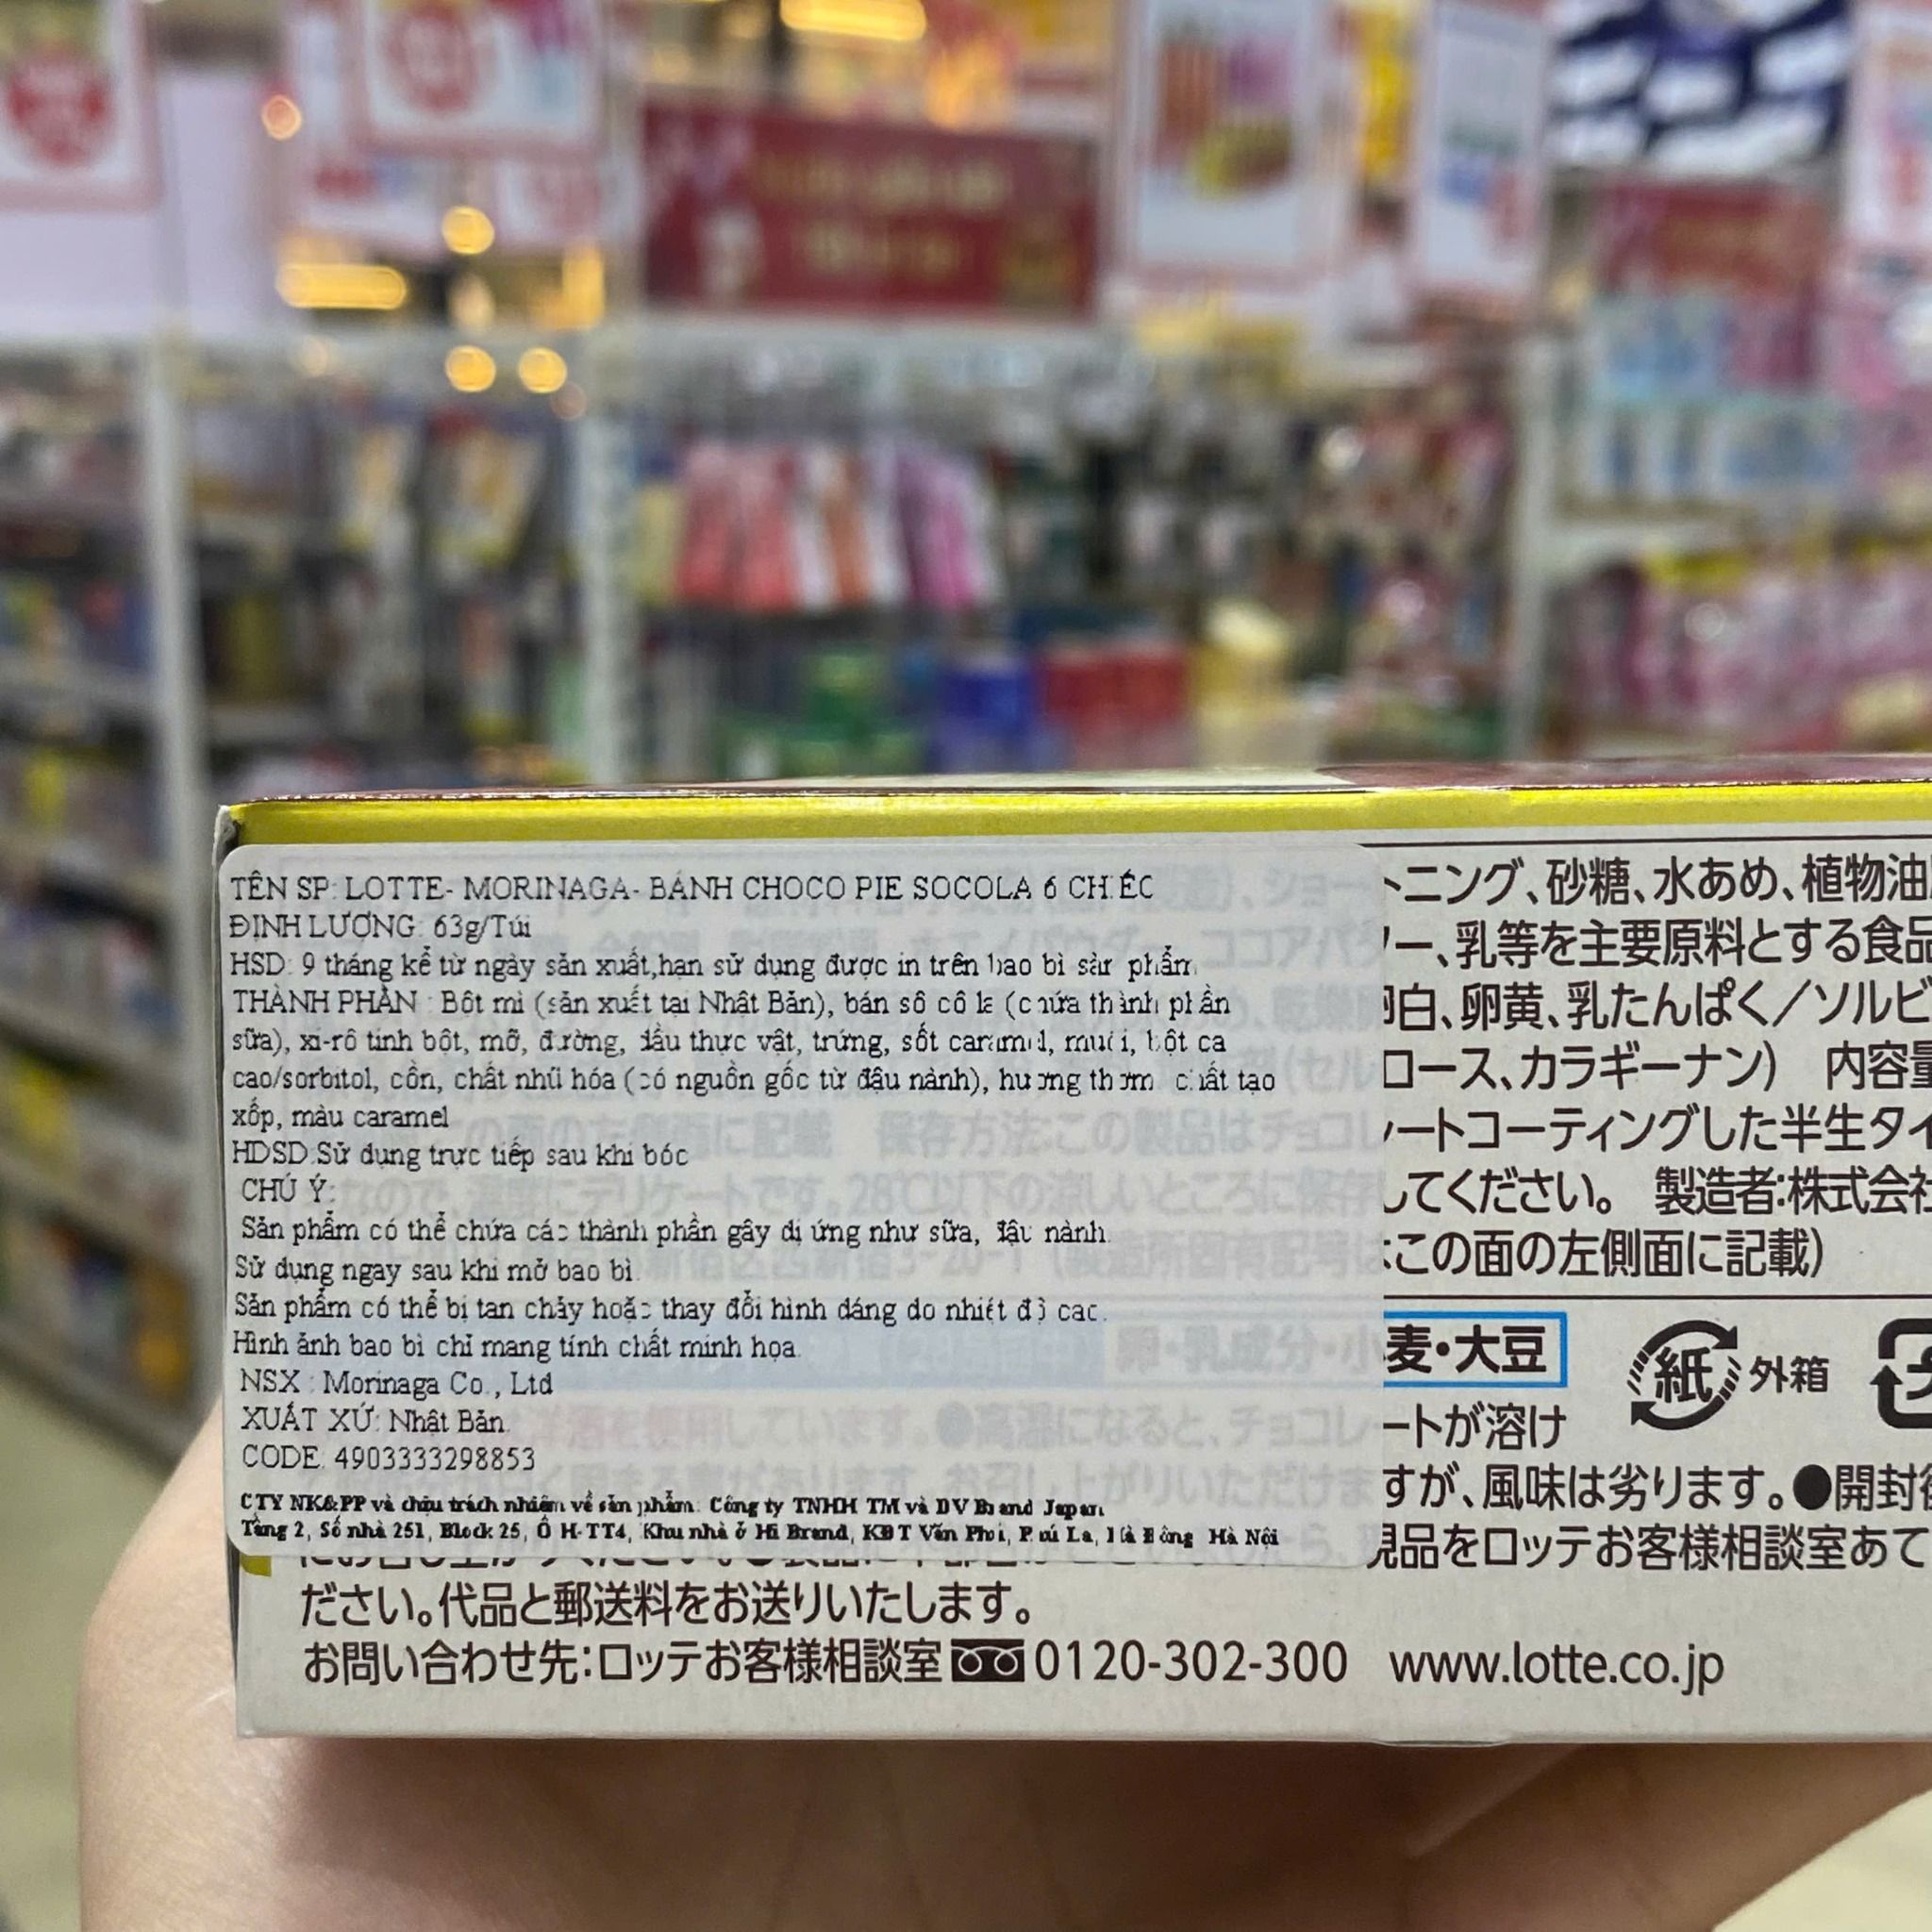 TÊN SP: LOTTE- MORINAGA- BÁNH CHOCO PIE SOCOLA 6 CHIẾC
ĐỊNH LƯỢNG: 63g/Túi
HSD: 9 tháng kể từ ngày sản xuất,hạn sử dụng được in trên bao bì sản phẩm
THÀNH PHẦN : Bột mì (sản xuất tại Nhật Bản), bán sô cô la (chứa thành phần
sữa), xi-rô tinh bột, mỡ, đường, dầu thực vật, trứng, sốt caramel, muối, bột ca
cao/sorbitol, cồn, chất nhũ hóa (có nguồn gốc từ đậu nành), hương thơm chất tạo
xốp, màu caramel
HDSD:Sử dụng trực tiếp sau khi bóc
CHÚ Ý:
Sản phẩm có thể chứa các thành phần gây dị ứng như sữa, đậu nành.
Sử dụng ngay sau khi mở bao bì.
Sản phẩm có thể bị tan chảy hoặc thay đổi hình dáng do nhiệt độ cao.
Hình ảnh bao bì chỉ mang tính chất minh họa.
NSX : Morinaga Co., Ltd
XUẤT XỨ: Nhật Bản
CODE: 4903333298853
CTY NK&PP và chịu trách nhiệm về sản phẩm: Công ty TNHH TM và DV Brand Japan
Tầng 2, Số nhà 251, Block 25, Ô H-TT4, Khu nhà ở Hi Brand, KĐT Văn Phú, Phú La, Hà Đông Hà Nội
トニング、砂糖、水あめ、植物油
ー、乳等を主要原料とする食品
卵白、卵黄、乳たんぱく／ソルビ
ロース、カラギーナン) 内容量
ートコーティングした半生タイ
してください。 製造者:株式会社
この面の左側面に記載)
麦・大豆
紙 外箱
ートが溶け
すが、風味は劣ります。●開封後
現品をロッテお客様相談室あて
ださい。代品と郵送料をお送りいたします。
お問い合わせ先:ロッテお客様相談室 0120-302-300 www.lotte.co.jp